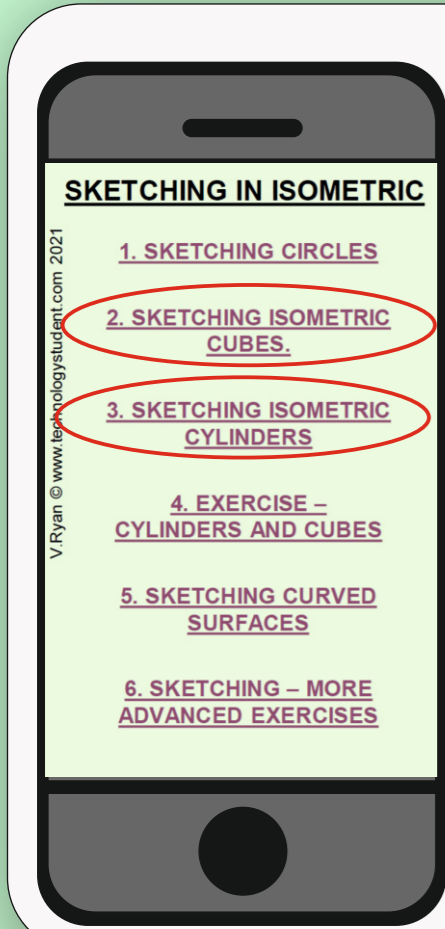 SKETCHING IN ISOMETRIC
V.Ryan © www.technologystudent.com 2021
1. SKETCHING CIRCLES
2. SKETCHING ISOMETRIC
CUBES.
3. SKETCHING ISOMETRIC
CYLINDERS
4. EXERCISE –
CYLINDERS AND CUBES
5. SKETCHING CURVED
SURFACES
6. SKETCHING – MORE
ADVANCED EXERCISES